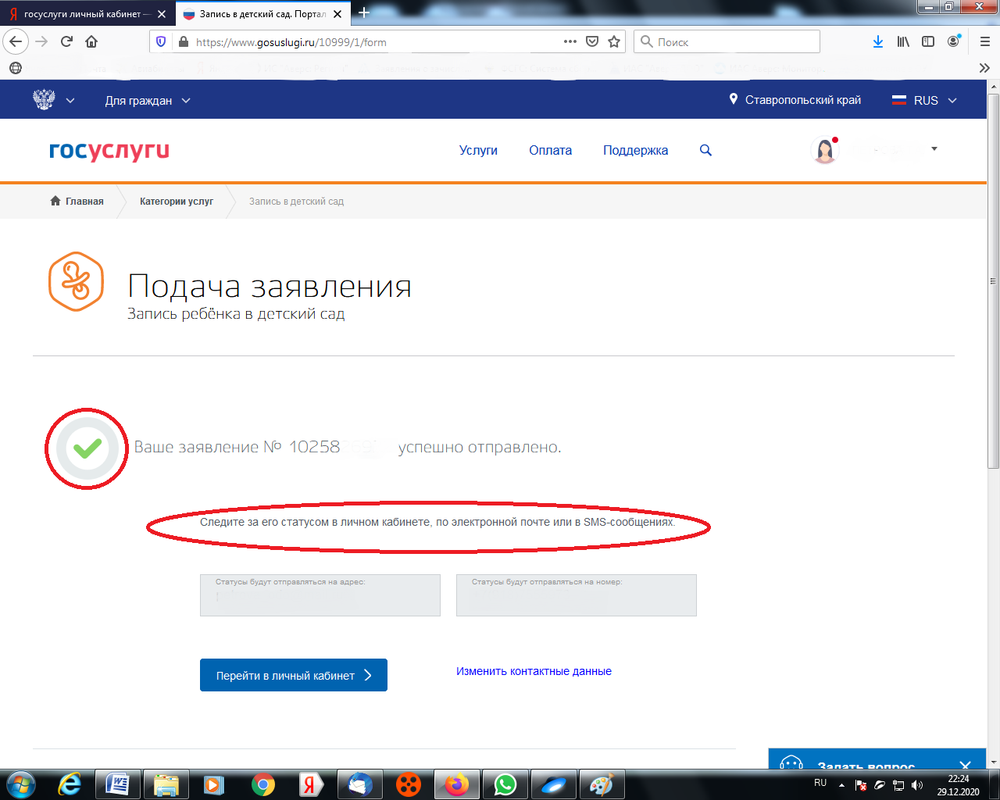 госуслуги личный кабинет —
Запись в детский сад. Портал
https://www.gosuslugi.ru/10999/1/form
Поиск
Для граждан
Ставропольский край
RUS
госуслуги
Услуги Оплата Поддержка
Главная Категории услуг Запись в детский сад
Подача заявления
Запись ребёнка в детский сад
Ваше заявление № 10258 успешно отправлено.
Следите за его статусом в личном кабинете, по электронной почте или в SMS-сообщениях.
Статусы будут отправляться на адрес:
Статусы будут отправляться на номер:
Перейти в личный кабинет
Изменить контактные данные
Задать вопрос
RU
22:24
29.12.2020